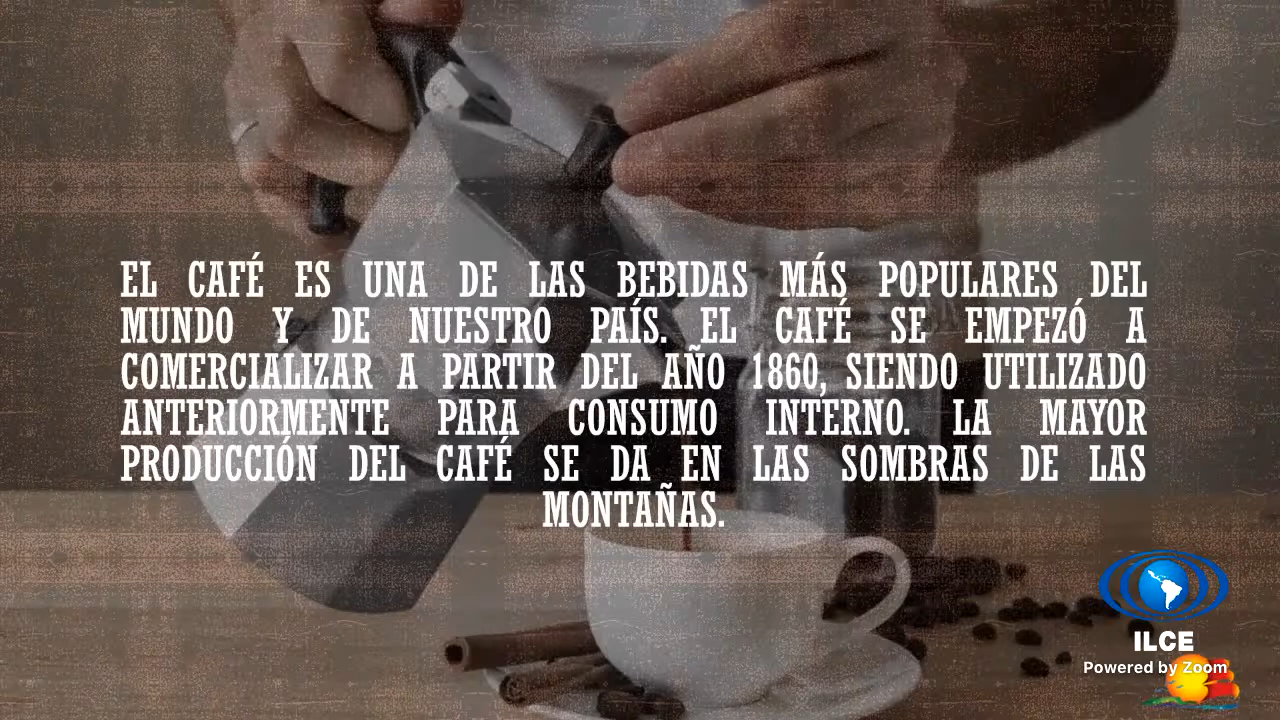 EL CAFÉ ES UNA DE LAS BEBIDAS MÁS POPULARES DEL
MUNDO Y DE NUESTRO PAÍS. EL CAFÉ SE EMPEZÓ A
COMERCIALIZAR A PARTIR DEL AÑO 1860, SIENDO UTILIZADO
ANTERIORMENTE PARA CONSUMO INTERNO. LA MAYOR
PRODUCCIÓN DEL CAFÉ SE DA EN LAS SOMBRAS DE LAS
MONTAÑAS.
ILCE
Powered by Zoom